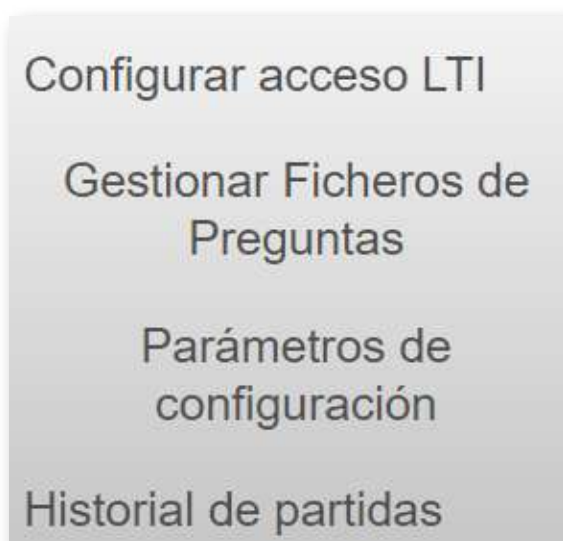 Configurar acceso LTI
Gestionar Ficheros de
Preguntas
Parámetros de
configuración
Historial de partidas